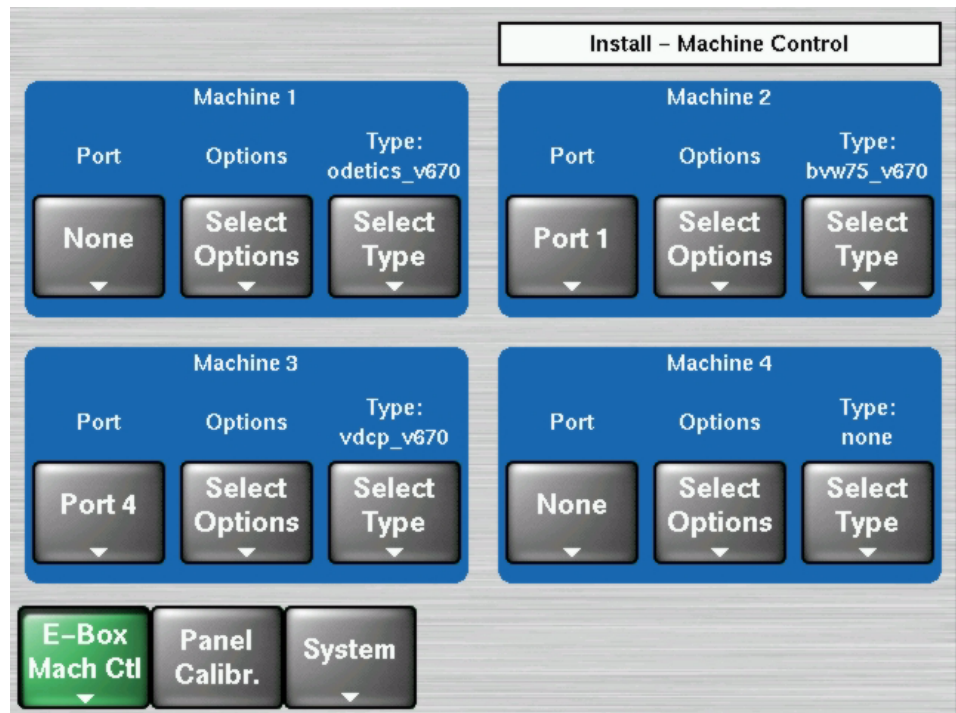 Install – Machine Control
Machine 1
Port
Options
Type:
odetics_v670
None
Select
Options
Select
Type
Machine 2
Port
Options
Type:
bvw75_v670
Port 1
Select
Options
Select
Type
Machine 3
Port
Options
Type:
vdcp_v670
Port 4
Select
Options
Select
Type
Machine 4
Port
Options
Type:
none
None
Select
Options
Select
Type
E–Box
Mach Ctl
Panel
Calibr.
System